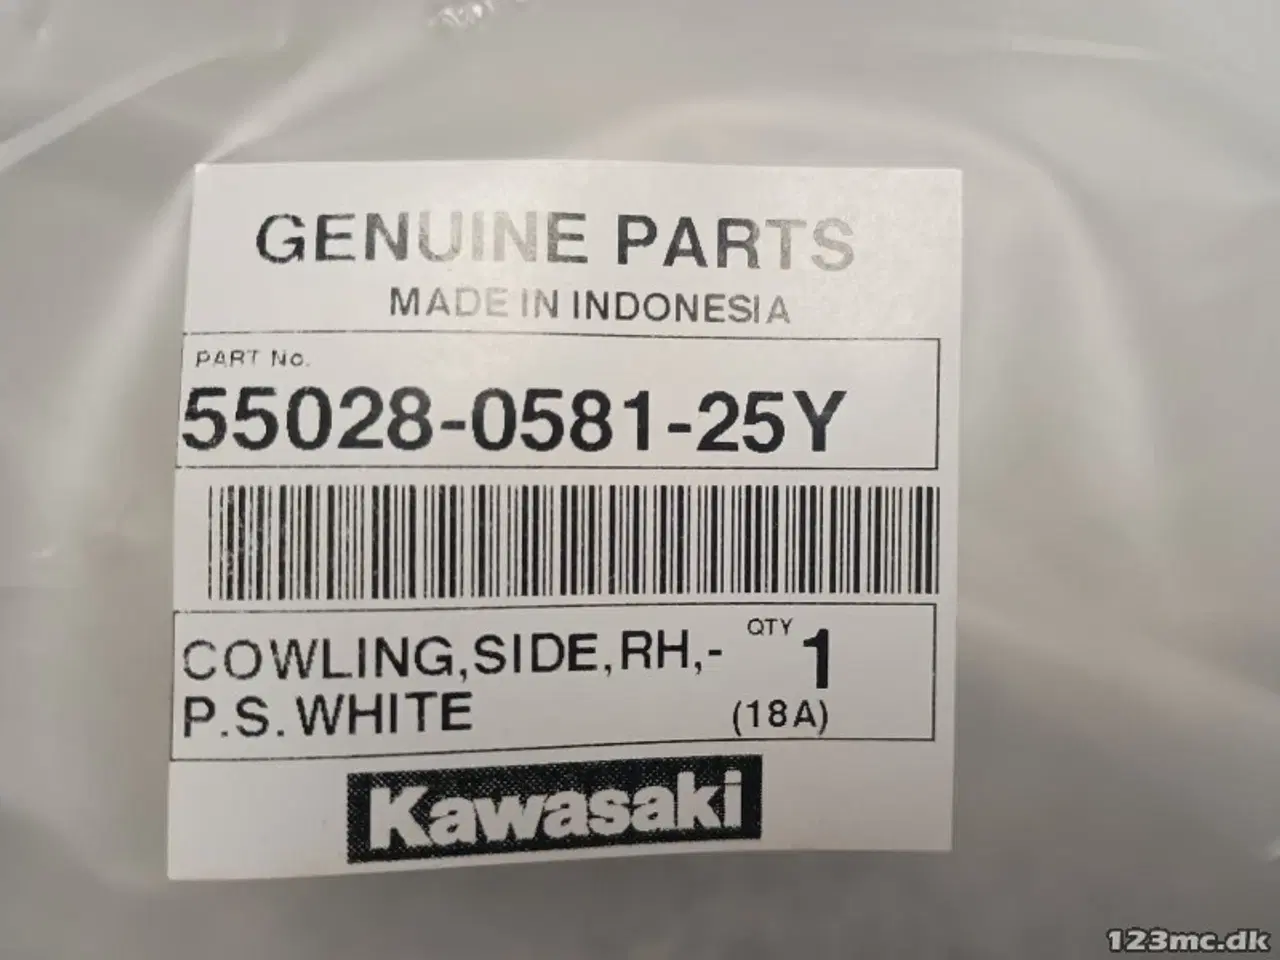 GENUINE PARTS
MADE IN INDONESIA
PART No.
55028-0581-25Y
COWLING,SIDE,RH,-
P.S.WHITE
QTY 1
(18A)
Kawasaki
123mc.dk